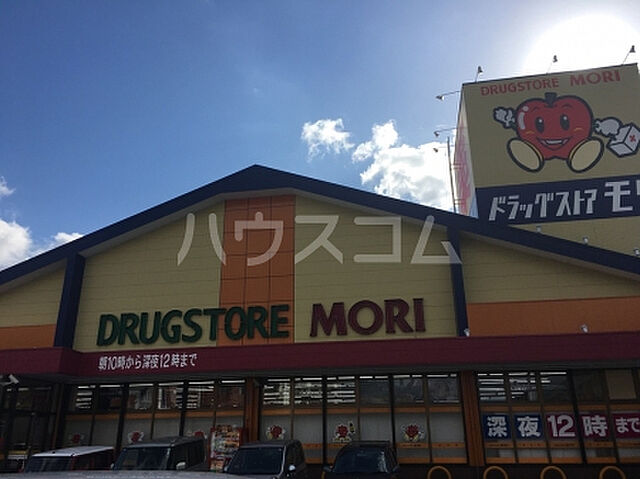 DRUGSTORE MORI
ドラッグストア モリ
ハウスコム
DRUGSTORE MORI
朝10時から深夜12時まで
深夜12時まで